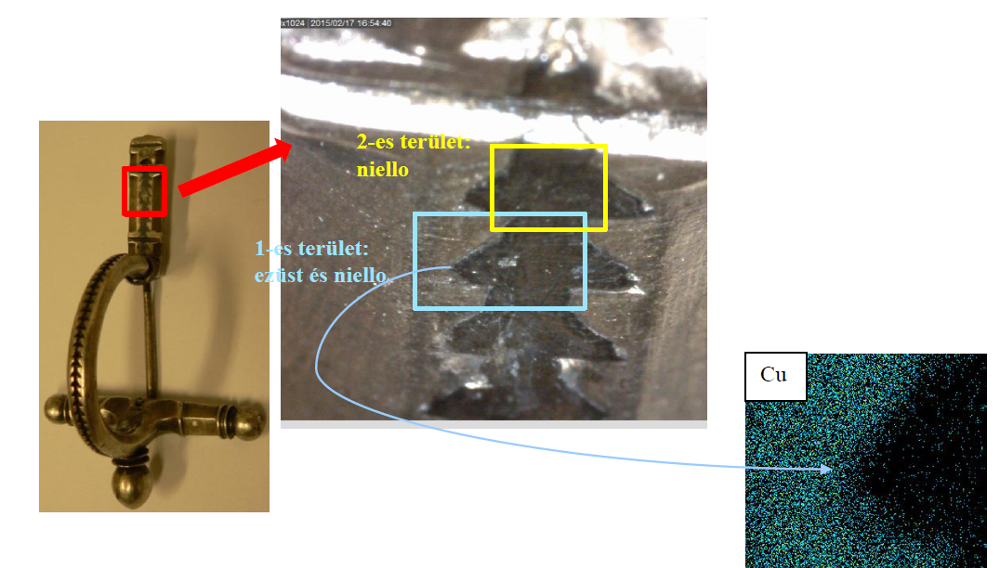 x1024 | 2015/02/17 16:54:40
2-es terület:
niello
1-es terület:
ezüst és niello
Cu